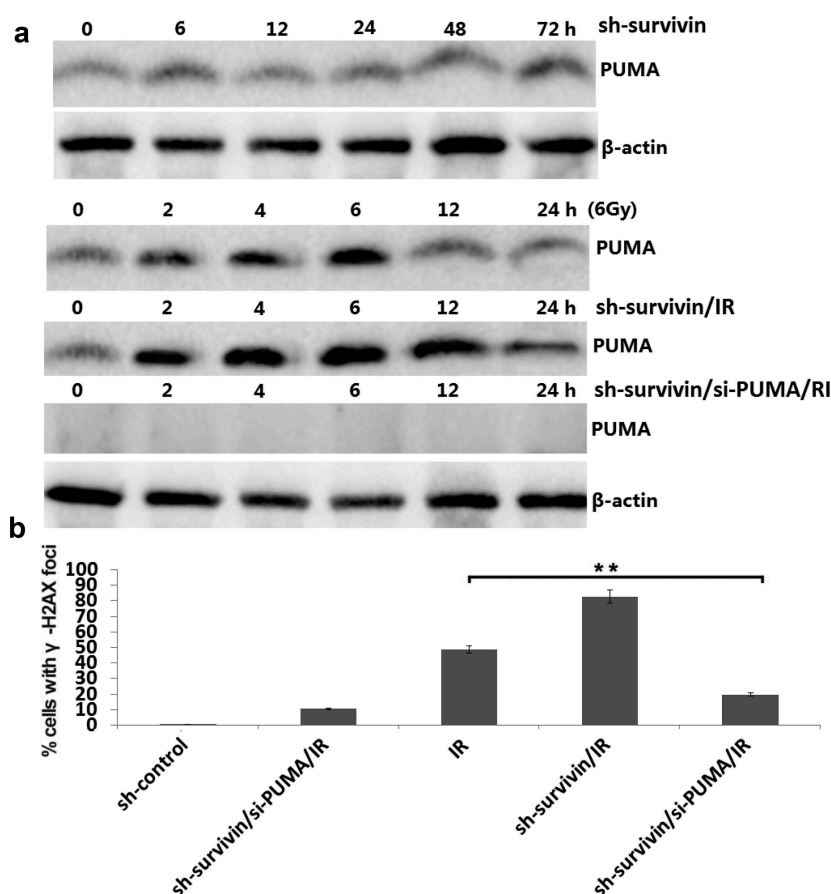 a
0 6 12 24 48 72 h sh-survivin
PUMA
β-actin
0 2 4 6 12 24 h (6Gy)
PUMA
0 2 4 6 12 24 h sh-survivin/IR
PUMA
0 2 4 6 12 24 h sh-survivin/si-PUMA/RI
PUMA
β-actin
b
% cells with γ -H2AX foci
100
90
80
70
60
50
40
30
20
10
0
**
sh-control
sh-survivin/si-PUMA/IR
IR
sh-survivin/IR
sh-survivin/si-PUMA/IR